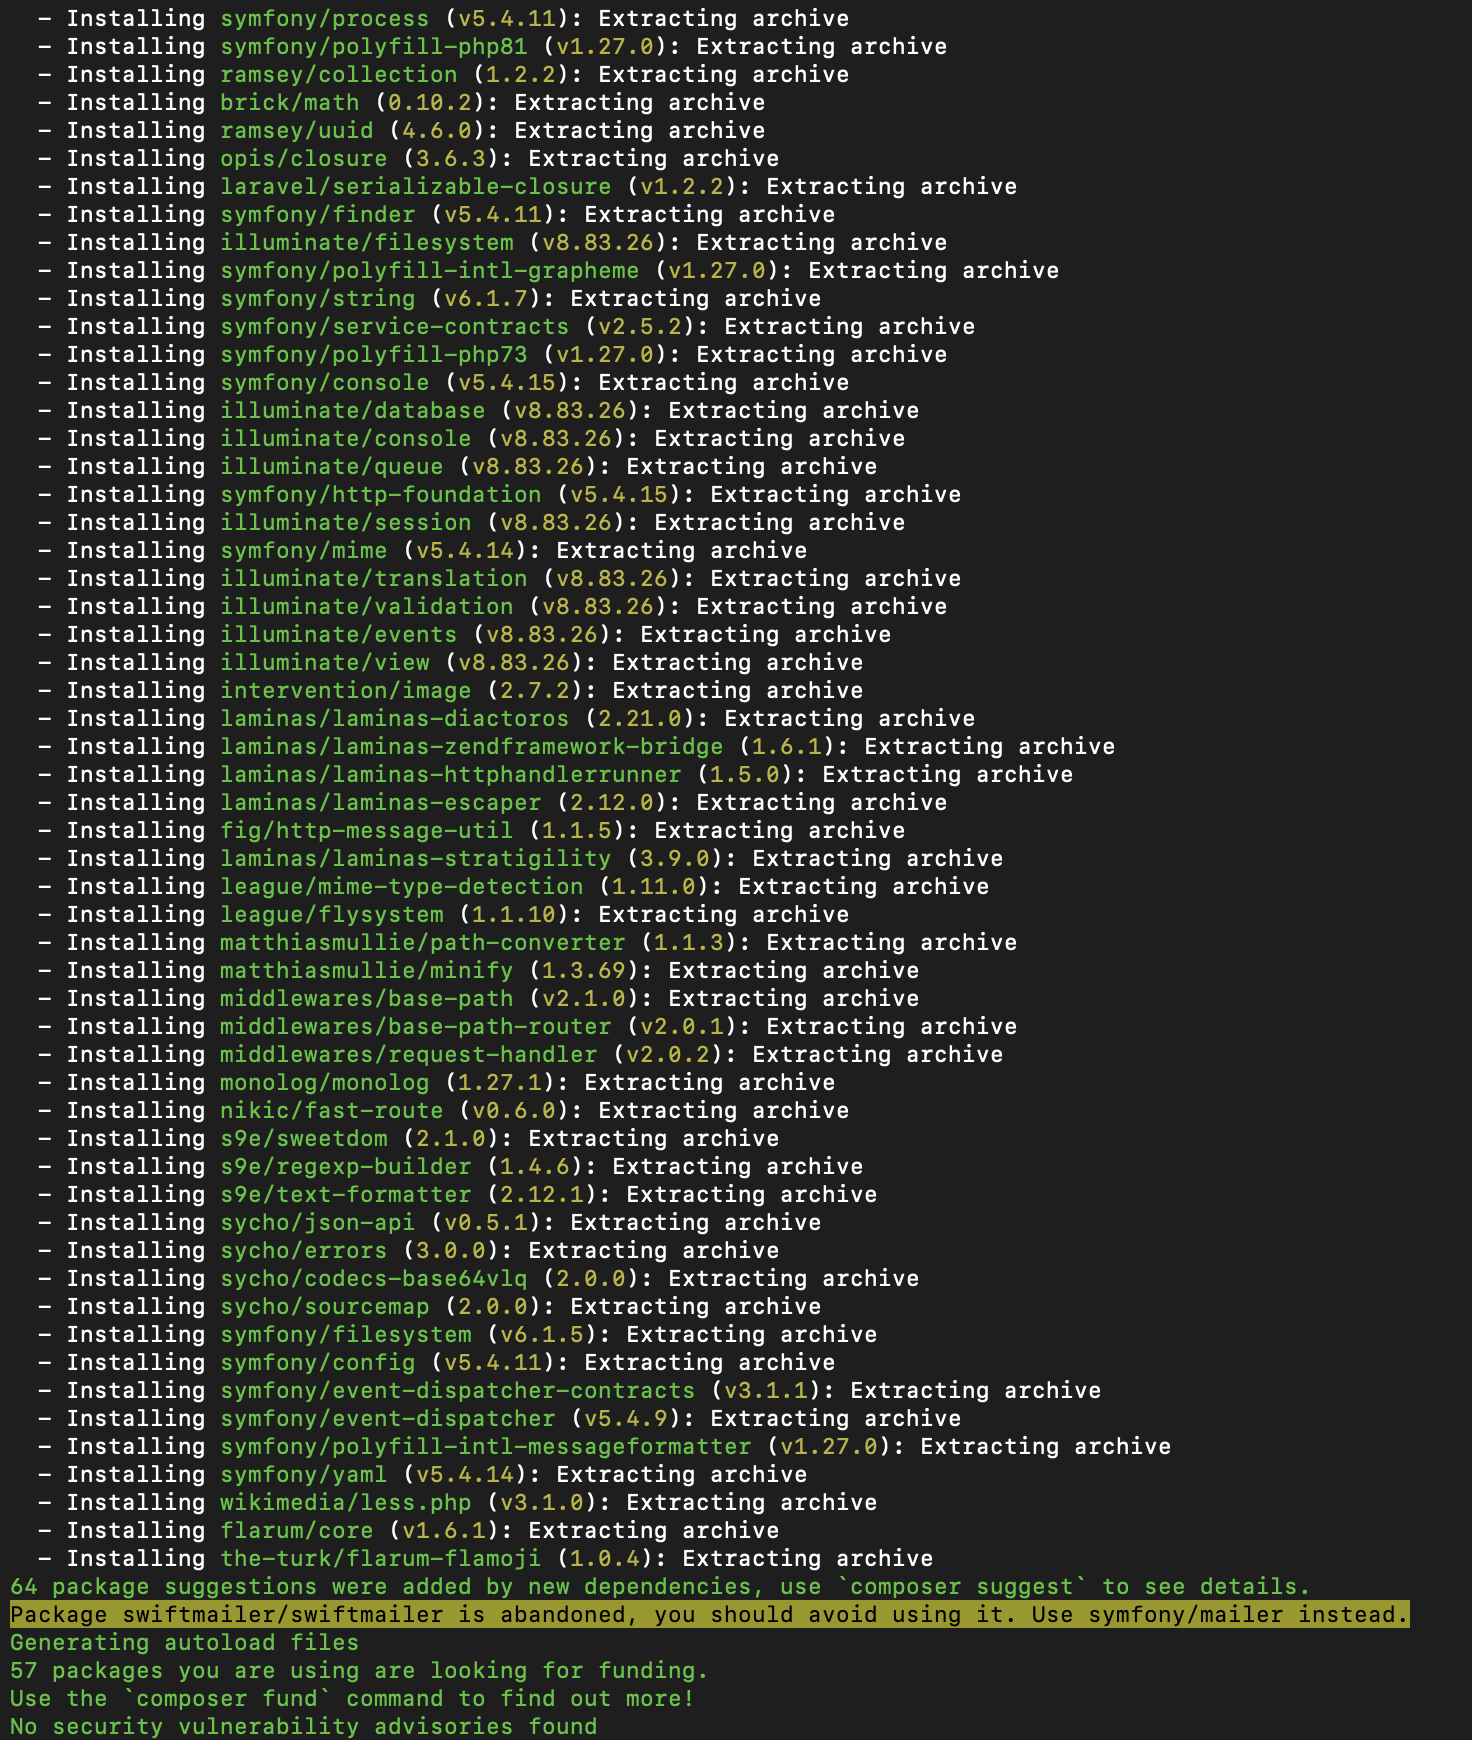 - Installing symfony/process (v5.4.11): Extracting archive
- Installing symfony/polyfill-php81 (v1.27.0): Extracting archive
- Installing ramsey/collection (1.2.2): Extracting archive
- Installing brick/math (0.10.2): Extracting archive
- Installing ramsey/uuid (4.6.0): Extracting archive
- Installing opis/closure (3.6.3): Extracting archive
- Installing laravel/serializable-closure (v1.2.2): Extracting archive
- Installing symfony/finder (v5.4.11): Extracting archive
- Installing illuminate/filesystem (v8.83.26): Extracting archive
- Installing symfony/polyfill-intl-grapheme (v1.27.0): Extracting archive
- Installing symfony/string (v6.1.7): Extracting archive
- Installing symfony/service-contracts (v2.5.2): Extracting archive
- Installing symfony/polyfill-php73 (v1.27.0): Extracting archive
- Installing symfony/console (v5.4.15): Extracting archive
- Installing illuminate/database (v8.83.26): Extracting archive
- Installing illuminate/console (v8.83.26): Extracting archive
- Installing illuminate/queue (v8.83.26): Extracting archive
- Installing symfony/http-foundation (v5.4.15): Extracting archive
- Installing illuminate/session (v8.83.26): Extracting archive
- Installing symfony/mime (v5.4.14): Extracting archive
- Installing illuminate/translation (v8.83.26): Extracting archive
- Installing illuminate/validation (v8.83.26): Extracting archive
- Installing illuminate/events (v8.83.26): Extracting archive
- Installing illuminate/view (v8.83.26): Extracting archive
- Installing intervention/image (2.7.2): Extracting archive
- Installing laminas/laminas-diactoros (2.21.0): Extracting archive
- Installing laminas/laminas-zendframework-bridge (1.6.1): Extracting archive
- Installing laminas/laminas-httphandlerrunner (1.5.0): Extracting archive
- Installing laminas/laminas-escaper (2.12.0): Extracting archive
- Installing fig/http-message-util (1.1.5): Extracting archive
- Installing laminas/laminas-stratigility (3.9.0): Extracting archive
- Installing league/mime-type-detection (1.11.0): Extracting archive
- Installing league/flysystem (1.1.10): Extracting archive
- Installing matthiasmullie/path-converter (1.1.3): Extracting archive
- Installing matthiasmullie/minify (1.3.69): Extracting archive
- Installing middlewares/base-path (v2.1.0): Extracting archive
- Installing middlewares/base-path-router (v2.0.1): Extracting archive
- Installing middlewares/request-handler (v2.0.2): Extracting archive
- Installing monolog/monolog (1.27.1): Extracting archive
- Installing nikic/fast-route (v0.6.0): Extracting archive
- Installing s9e/sweetdom (2.1.0): Extracting archive
- Installing s9e/regexp-builder (1.4.6): Extracting archive
- Installing s9e/text-formatter (2.12.1): Extracting archive
- Installing sycho/json-api (v0.5.1): Extracting archive
- Installing sycho/errors (3.0.0): Extracting archive
- Installing sycho/codecs-base64vlq (2.0.0): Extracting archive
- Installing sycho/sourcemap (2.0.0): Extracting archive
- Installing symfony/filesystem (v6.1.5): Extracting archive
- Installing symfony/config (v5.4.11): Extracting archive
- Installing symfony/event-dispatcher-contracts (v3.1.1): Extracting archive
- Installing symfony/event-dispatcher (v5.4.9): Extracting archive
- Installing symfony/polyfill-intl-messageformatter (v1.27.0): Extracting archive
- Installing symfony/yaml (v5.4.14): Extracting archive
- Installing wikimedia/less.php (v3.1.0): Extracting archive
- Installing flarum/core (v1.6.1): Extracting archive
- Installing the-turk/flarum-flamoji (1.0.4): Extracting archive
64 package suggestions were added by new dependencies, use `composer suggest` to see details.
Package swiftmailer/swiftmailer is abandoned, you should avoid using it. Use symfony/mailer instead.
Generating autoload files
57 packages you are using are looking for funding.
Use the `composer fund` command to find out more!
No security vulnerability advisories found